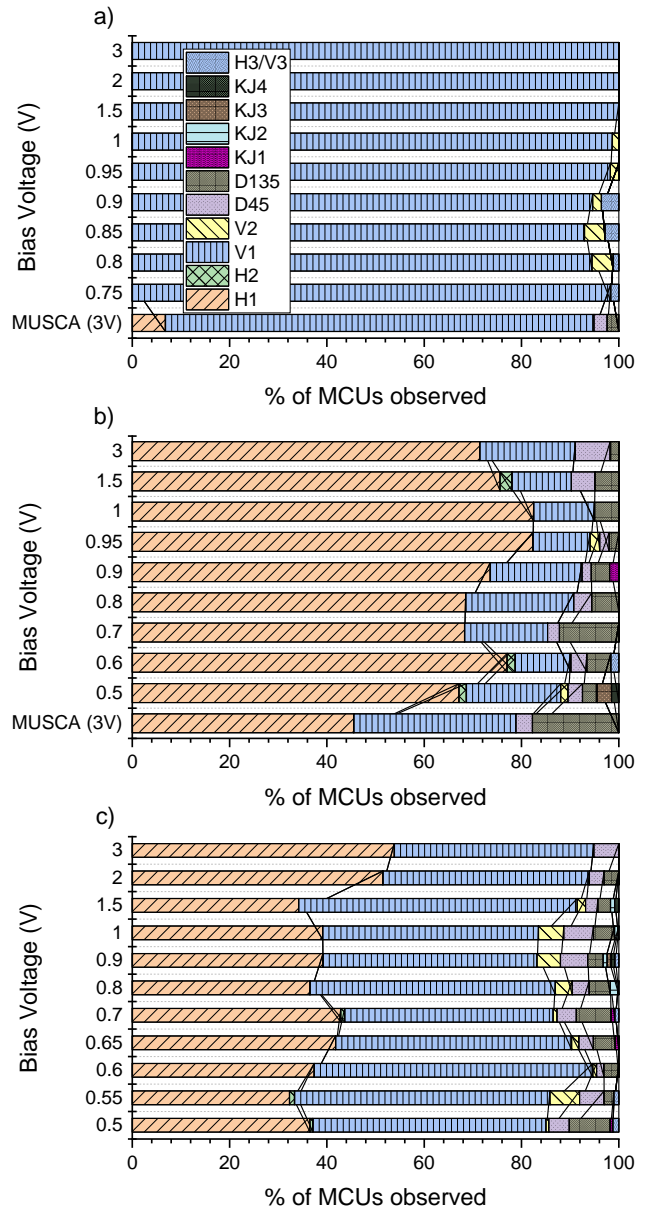 a)
Bias Voltage (V)
3
2
1.5
1
0.95
0.9
0.85
0.8
0.75
MUSCA (3V)
H3/V3
KJ4
KJ3
KJ2
KJ1
D135
D45
V2
V1
H2
H1
0 20 40 60 80 100
% of MCUs observed
b)
Bias Voltage (V)
3
1.5
1
0.95
0.9
0.8
0.7
0.6
0.5
MUSCA (3V)
0 20 40 60 80 100
% of MCUs observed
c)
Bias Voltage (V)
3
2
1.5
1
0.9
0.8
0.7
0.65
0.6
0.55
0.5
0 20 40 60 80 100
% of MCUs observed